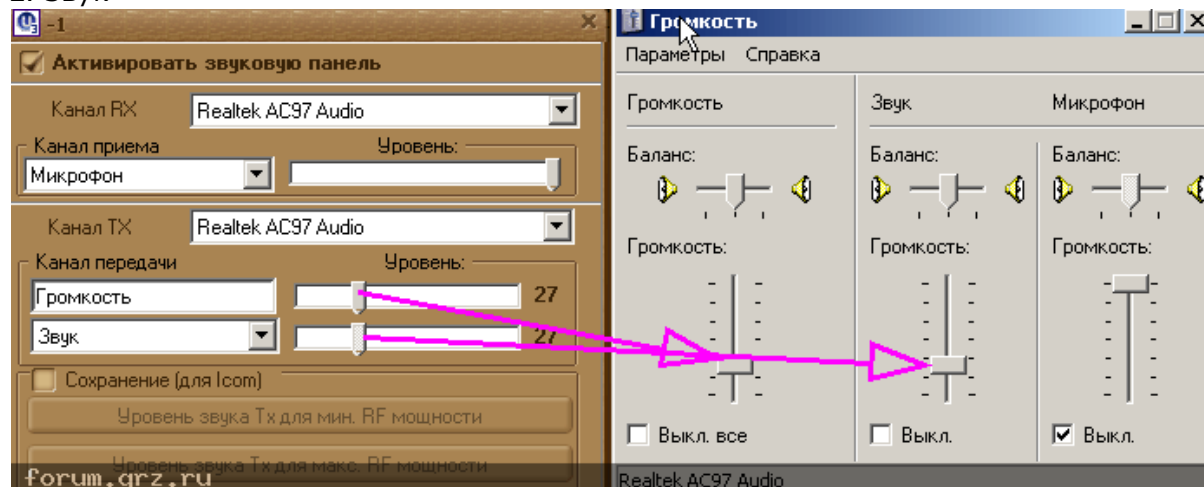 2. Звук
-1
Активировать звуковую панель
Канал RX
Realtek AC97 Audio
Канал приема
Уровень:
Микрофон
Канал TX
Realtek AC97 Audio
Канал передачи
Уровень:
Громкость
27
Звук
27
Сохранение (для Icom)
Уровень звука Tx для мин. RF мощности
Уровень звука Tx для макс. RF мощности
forum.qrz.ru
Громкость
Параметры Справка
Громкость
Звук
Микрофон
Баланс:
Баланс:
Баланс:
Громкость:
Громкость:
Громкость:
Выкл. все
Выкл.
Выкл.
Realtek AC97 Audio